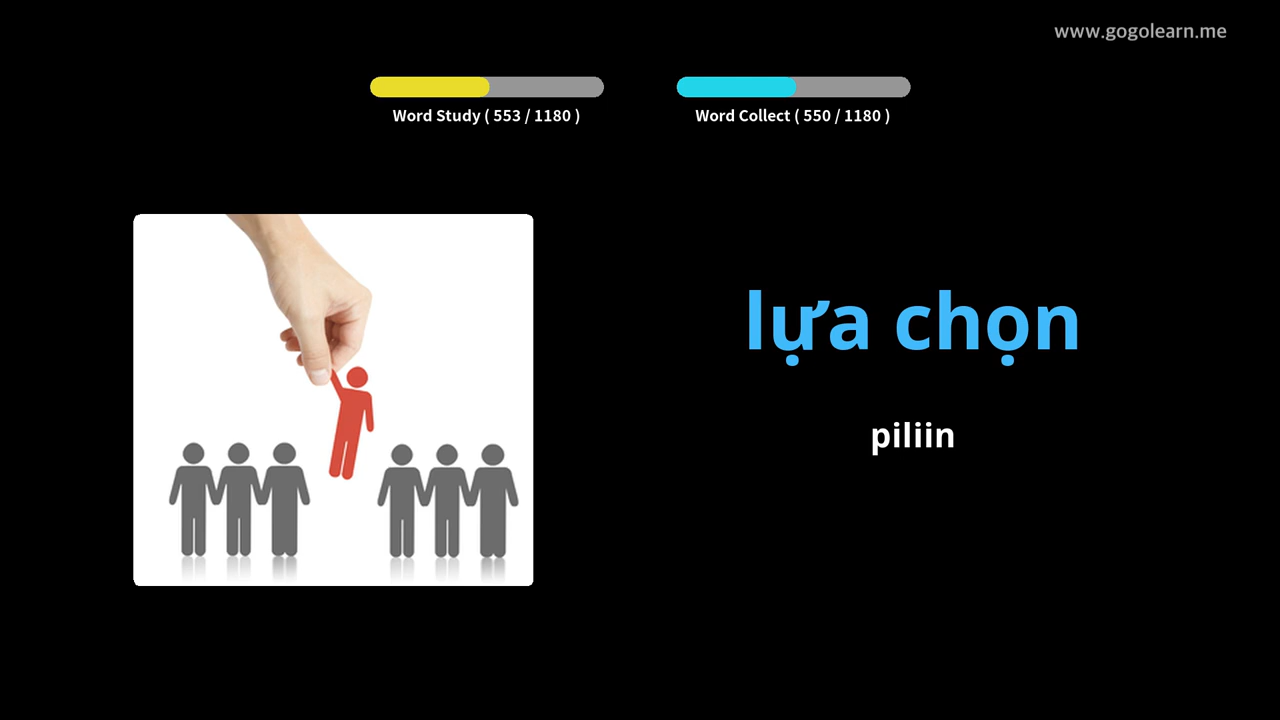 www.gogolearn.me
Word Study ( 553 / 1180 )
Word Collect ( 550 / 1180 )
lựa chọn
piliin